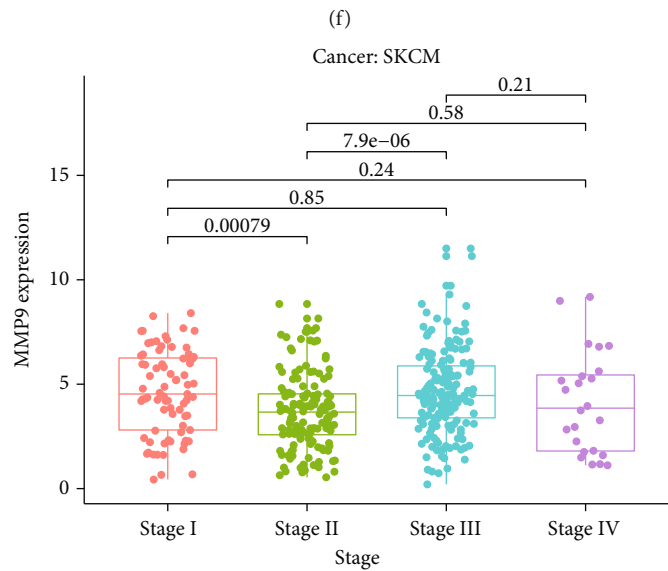 (f)
Cancer: SKCM
0.21
0.58
7.9e−06
0.24
0.85
0.00079
15
10
5
0
MMP9 expression
Stage I Stage II Stage III Stage IV
Stage